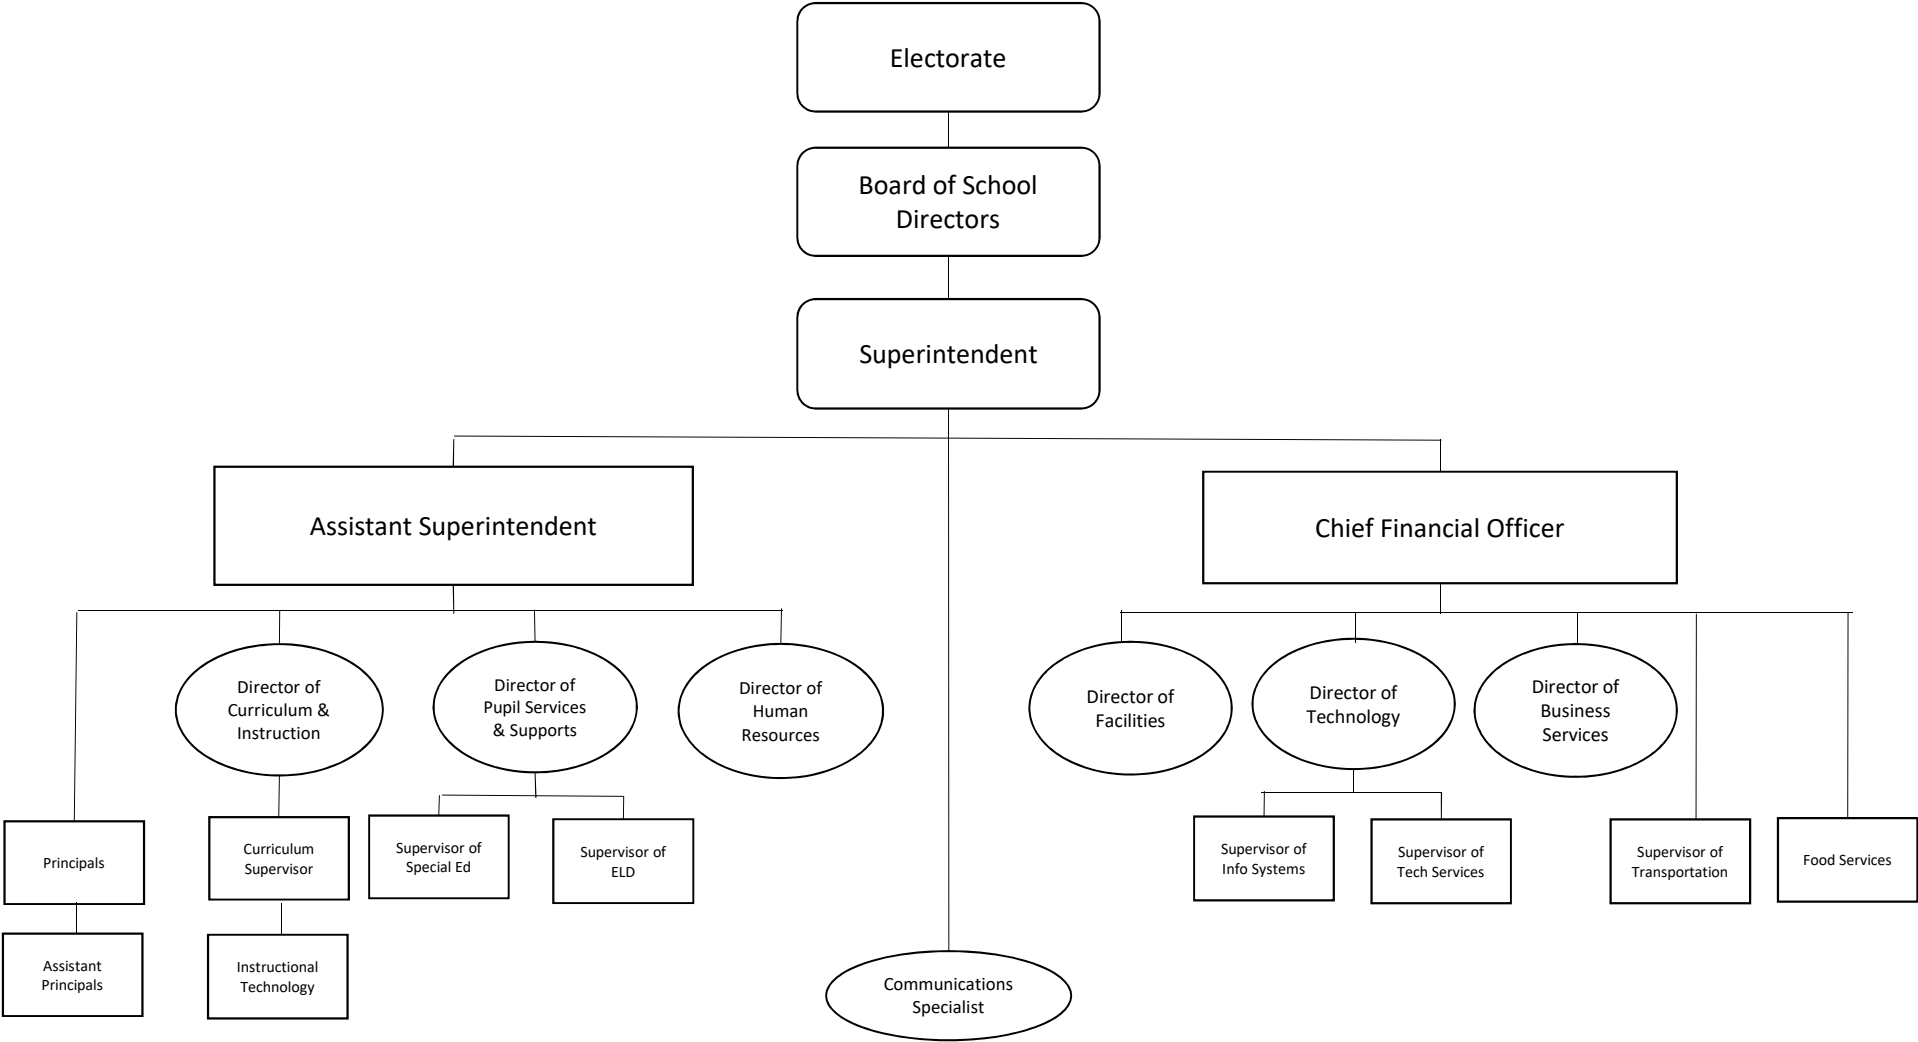 Electorate
Board of School
Directors
Superintendent
Assistant Superintendent
Chief Financial Officer
Director of
Curriculum &
Instruction
Director of
Pupil Services
& Supports
Director of
Human
Resources
Director of
Facilities
Director of
Technology
Director of
Business
Services
Principals
Curriculum
Supervisor
Supervisor of
Special Ed
Supervisor of
ELD
Supervisor of
Info Systems
Supervisor of
Tech Services
Supervisor of
Transportation
Food Services
Assistant
Principals
Instructional
Technology
Communications
Specialist